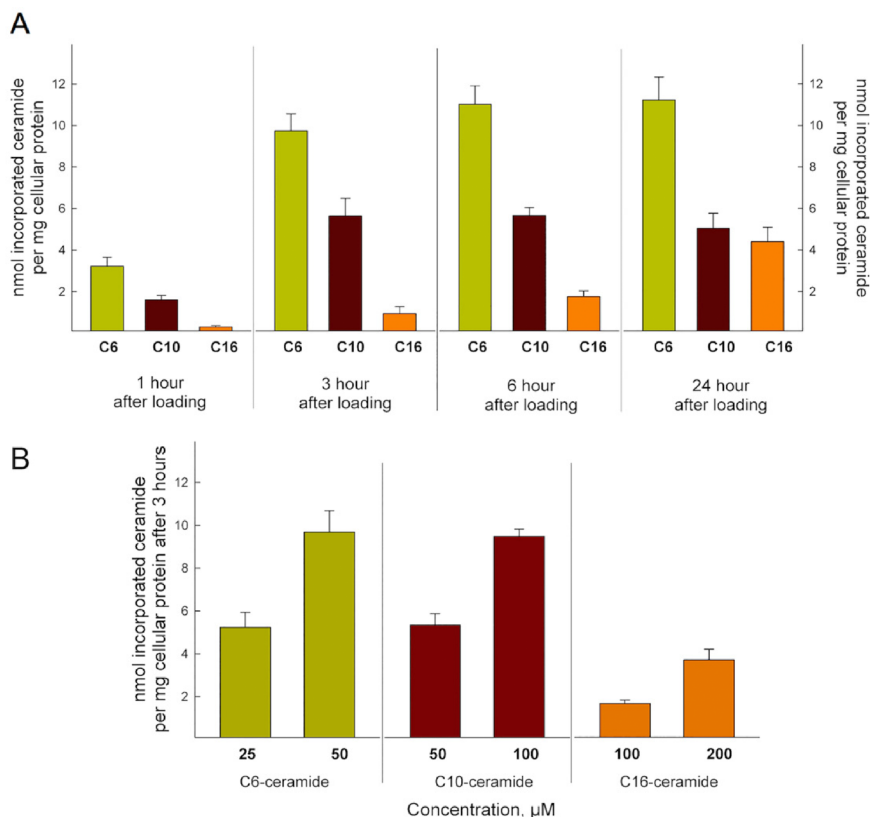 A
nmol incorporated ceramide
per mg cellular protein
12
10
8
6
4
2
C6 C10 C16
1 hour
after loading
C6 C10 C16
3 hour
after loading
C6 C10 C16
6 hour
after loading
C6 C10 C16
24 hour
after loading
12
10
8
6
4
2
nmol incorporated ceramide
per mg cellular protein
B
nmol incorporated ceramide
per mg cellular protein after 3 hours
12
10
8
6
4
2
25 50
C6-ceramide
50 100
C10-ceramide
100 200
C16-ceramide
Concentration, µM